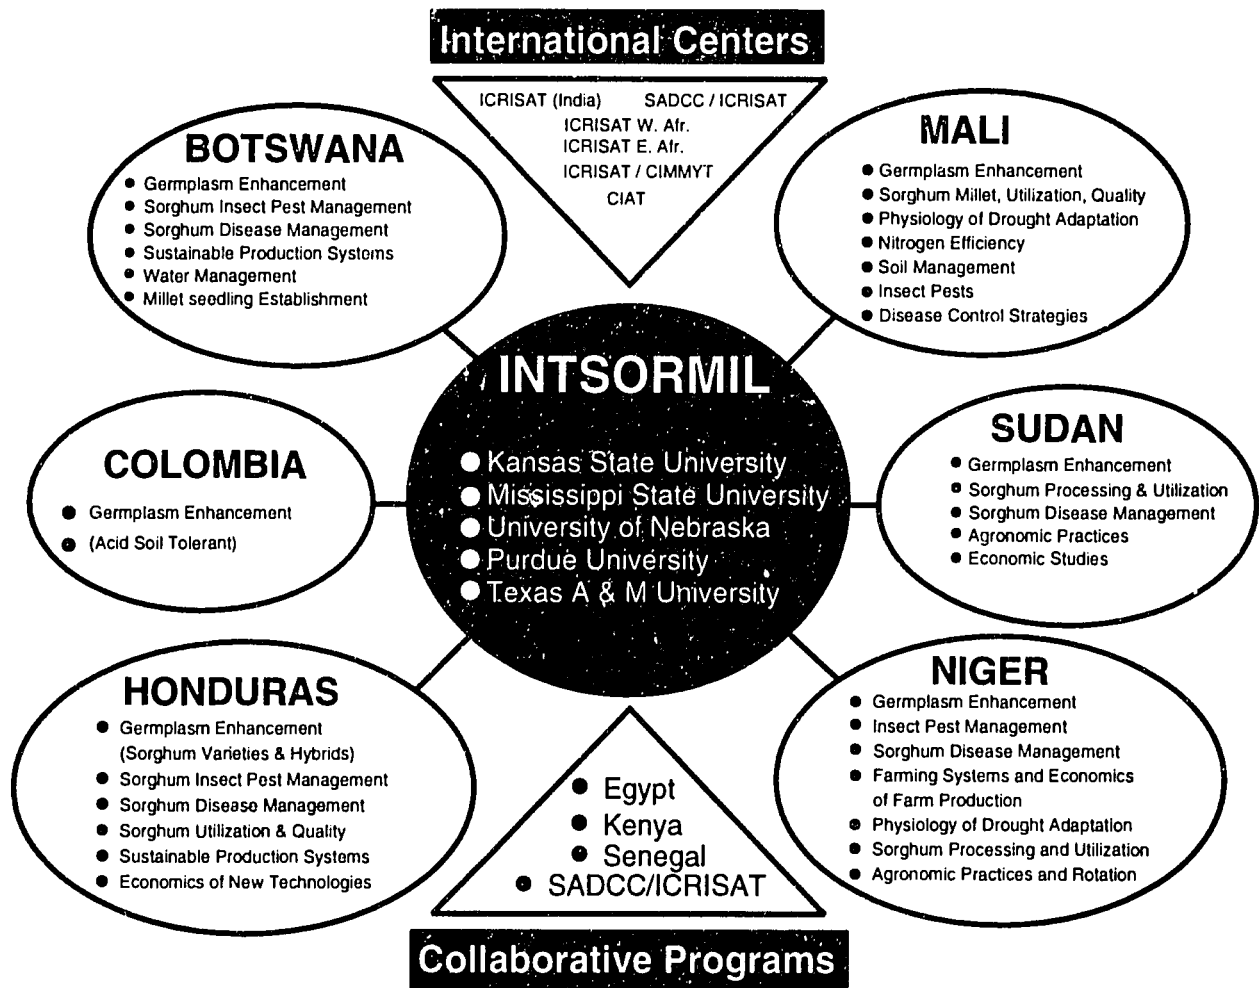 International Centers
ICRISAT (India) SADCC / ICRISAT
ICRISAT W. Afr.
ICRISAT E. Afr.
ICRISAT / CIMMYT
CIAT
BOTSWANA
● Germplasm Enhancement
● Sorghum Insect Pest Management
● Sorghum Disease Management
● Sustainable Production Systems
● Water Management
● Millet seedling Establishment
MALI
● Germplasm Enhancement
● Sorghum Millet, Utilization, Quality
● Physiology of Drought Adaptation
● Nitrogen Efficiency
● Soil Management
● Insect Pests
● Disease Control Strategies
INTSORMIL
● Kansas State University
● Mississippi State University
● University of Nebraska
● Purdue University
● Texas A & M University
COLOMBIA
● Germplasm Enhancement
● (Acid Soil Tolerant)
SUDAN
● Germplasm Enhancement
● Sorghum Processing & Utilization
● Sorghum Disease Management
● Agronomic Practices
● Economic Studies
HONDURAS
● Germplasm Enhancement
(Sorghum Varieties & Hybrids)
● Sorghum Insect Pest Management
● Sorghum Disease Management
● Sorghum Utilization & Quality
● Sustainable Production Systems
● Economics of New Technologies
NIGER
● Germplasm Enhancement
● Insect Pest Management
● Sorghum Disease Management
● Farming Systems and Economics
of Farm Production
● Physiology of Drought Adaptation
● Sorghum Processing and Utilization
● Agronomic Practices and Rotation
● Egypt
● Kenya
● Senegal
● SADCC/ICRISAT
Collaborative Programs